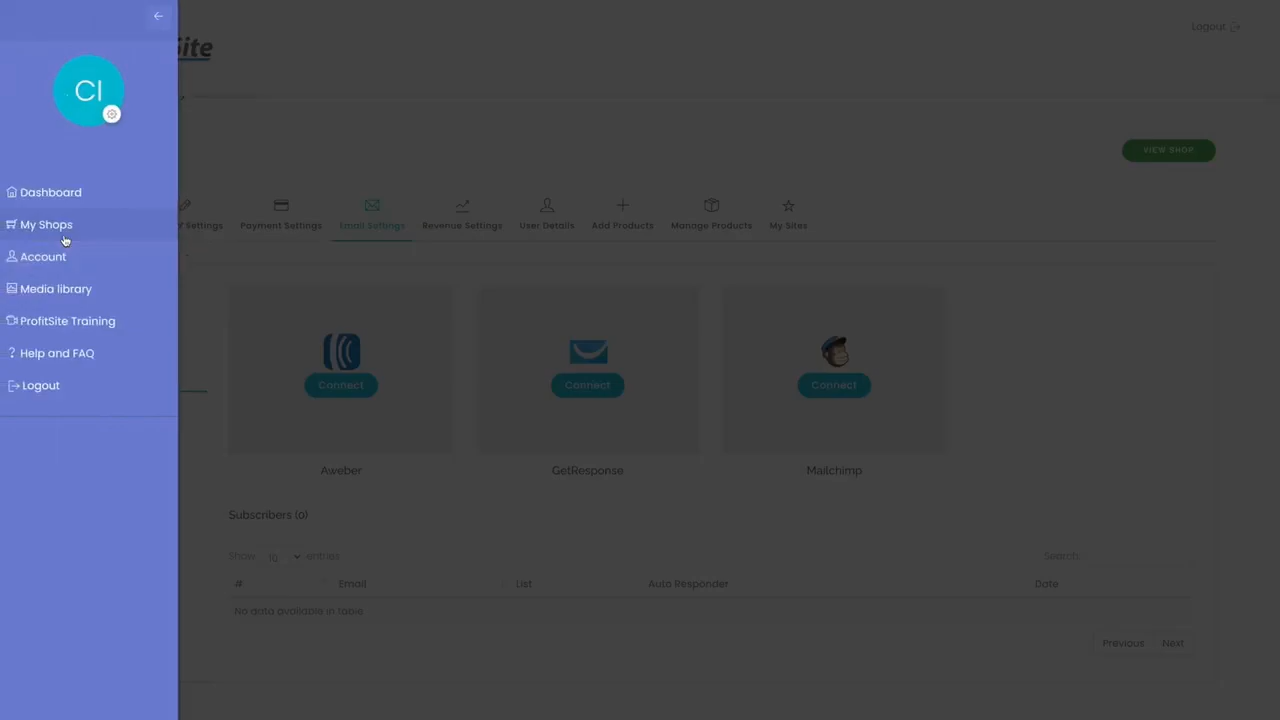 Site
Logout
CI
VIEW SHOP
Dashboard
My Shops
Account
Media library
ProfitSite Training
Help and FAQ
Logout
Settings
Payment Settings
Email Settings
Revenue Settings
User Details
Add Products
Manage Products
My Sites
Connect
Connect
Connect
Aweber
GetResponse
Mailchimp
Subscribers (0)
Show 10 entries
Search:
# Email List Auto Responder Date
No data available in table
Previous Next